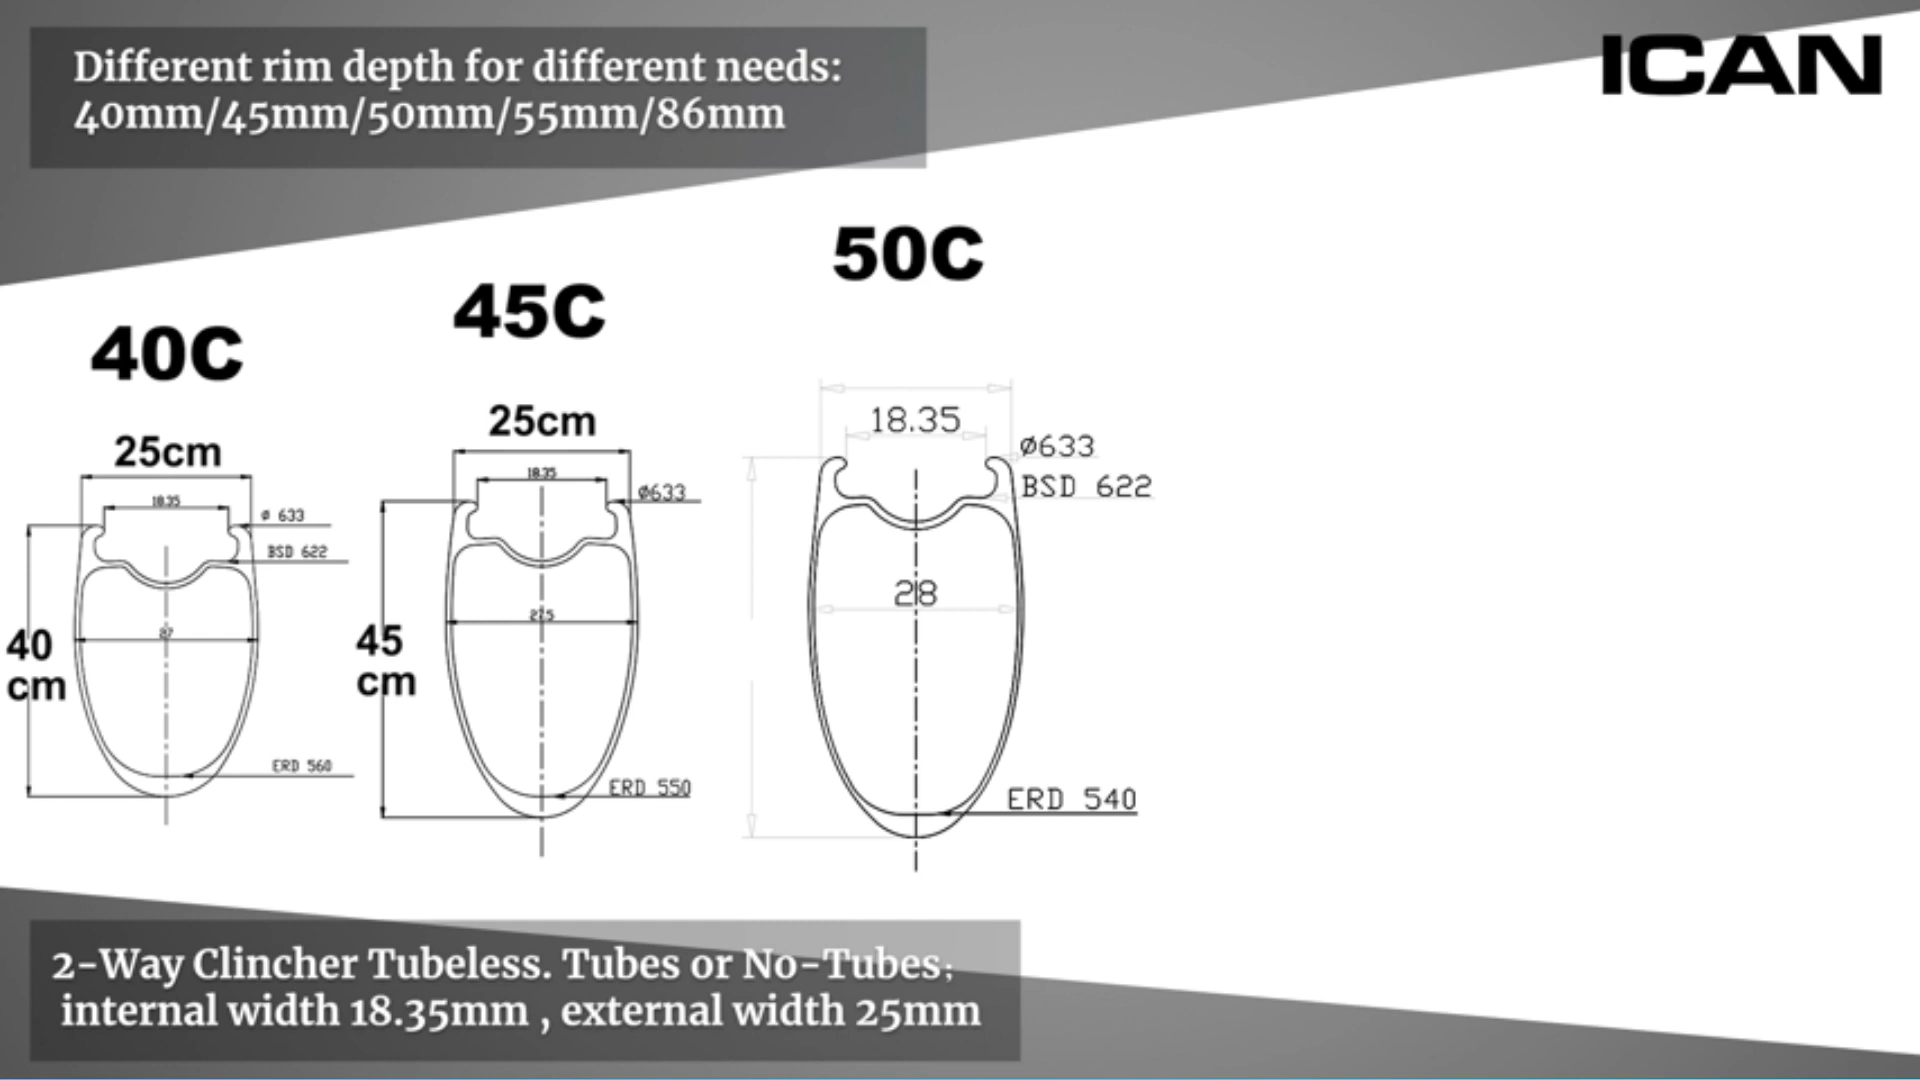 Different rim depth for different needs:
40mm/45mm/50mm/55mm/86mm
ICAN
40C
25cm
18.35
ø 633
BSD 622
40
cm
27
ERD 560
45C
25cm
18.35
ø633
45
cm
27.5
ERD 550
50C
18.35
ø633
BSD 622
28
ERD 540
2-Way Clincher Tubeless. Tubes or No-Tubes;
internal width 18.35mm , external width 25mm